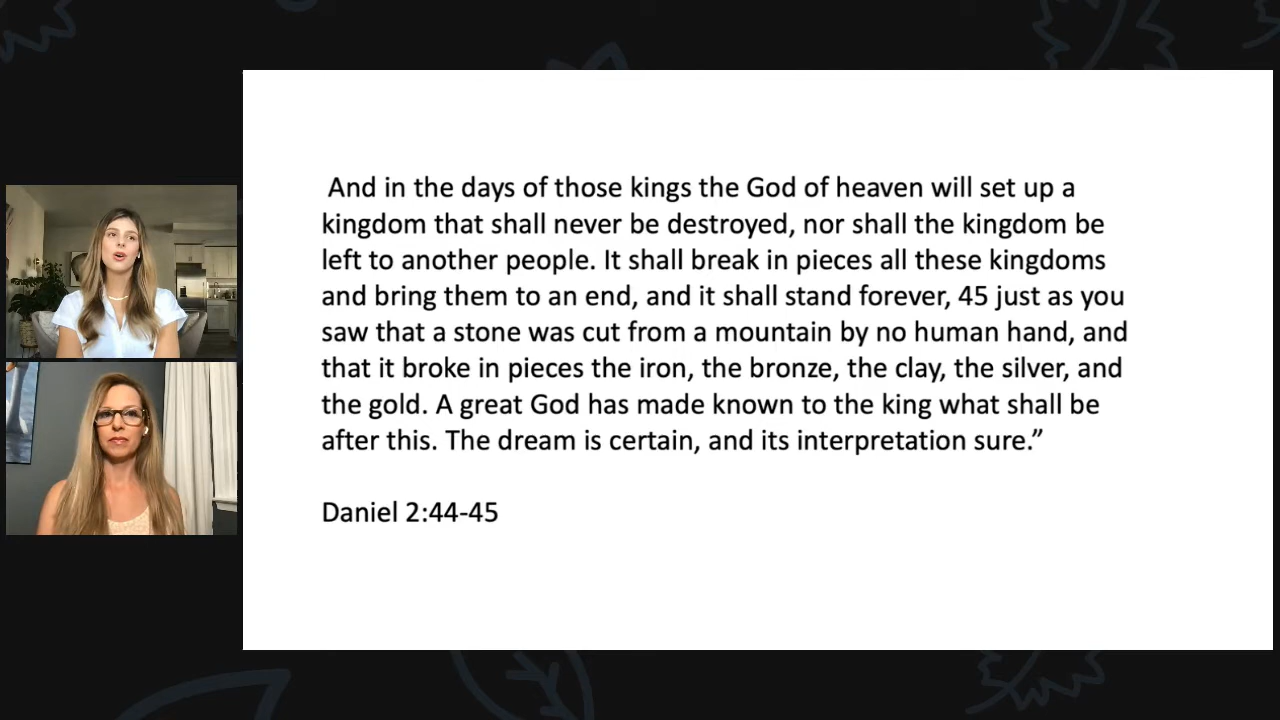 And in the days of those kings the God of heaven will set up a
kingdom that shall never be destroyed, nor shall the kingdom be
left to another people. It shall break in pieces all these kingdoms
and bring them to an end, and it shall stand forever, 45 just as you
saw that a stone was cut from a mountain by no human hand, and
that it broke in pieces the iron, the bronze, the clay, the silver, and
the gold. A great God has made known to the king what shall be
after this. The dream is certain, and its interpretation sure.”
Daniel 2:44-45